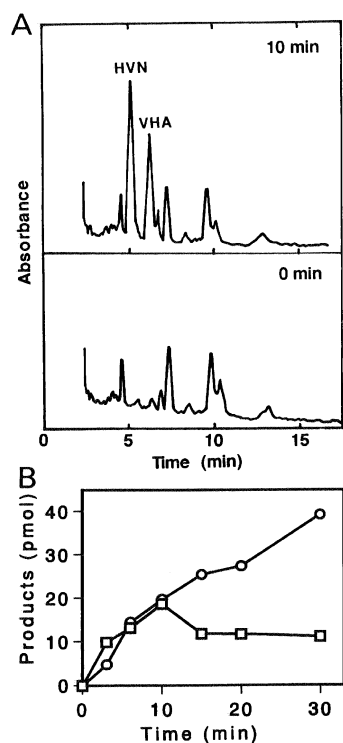 A
10 min
HVN
VHA
Absorbance
0 min
0 5 10 15
Time (min)
B
40
30
20
10
0
Products (pmol)
0 10 20 30
Time (min)